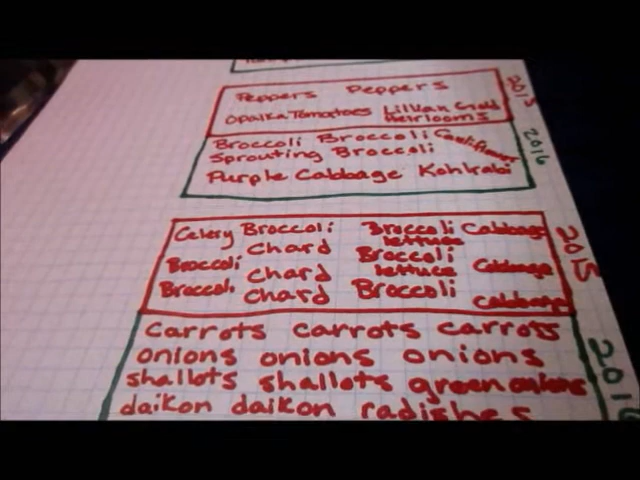 Peppers Peppers 2015
Opalka Tomatoes Lillian Gold
Heirlooms
Broccoli Broccoli Cauliflower 2016
Sprouting Broccoli
Purple Cabbage Kohlrabi
Celery Broccoli Broccoli Cabbage 2015
Chard lettuce
Broccoli Broccoli
Chard lettuce Cabbage
Broccoli Chard Broccoli Cabbage
Carrots carrots carrots 2016
onions onions onions
shallots shallots green onions
daikon daikon radishes